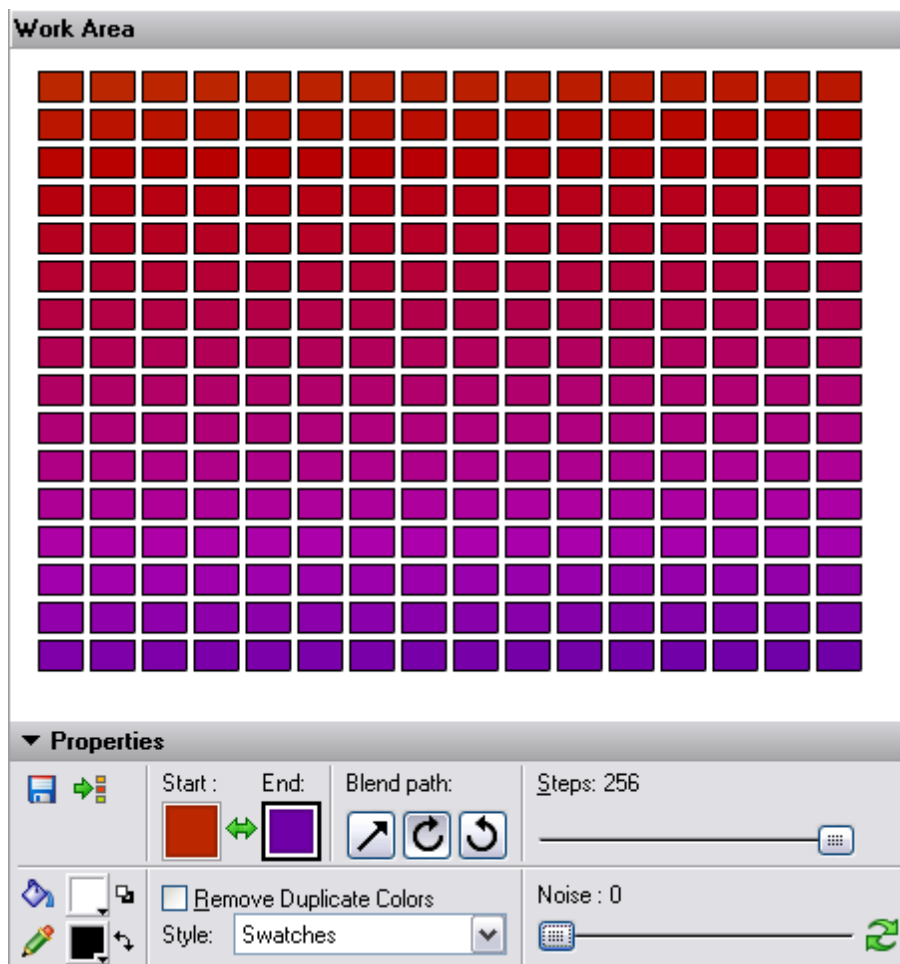 Work Area
Properties
Start : End: Blend path: Steps: 256
Remove Duplicate Colors Noise : 0
Style: Swatches